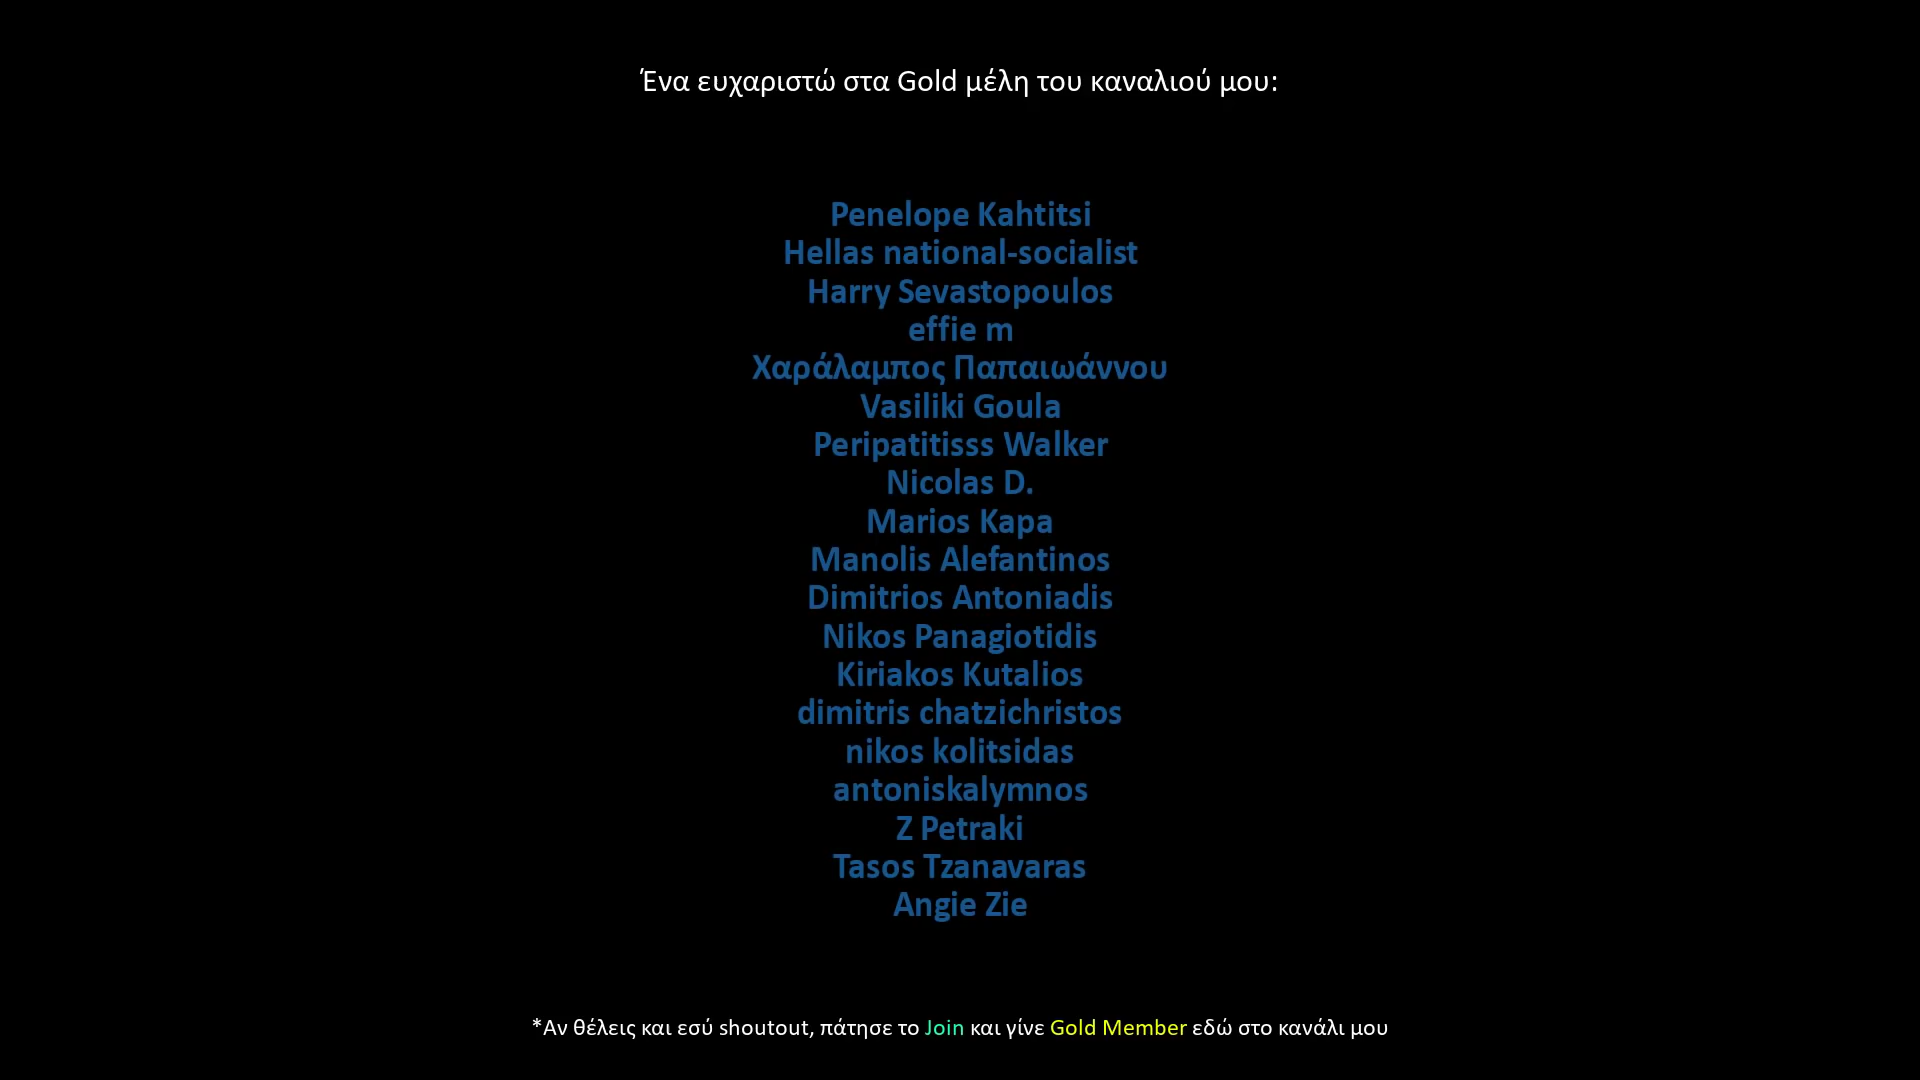 Ένα ευχαριστώ στα Gold μέλη του καναλιού μου:
Penelope Kahtitsi
Hellas national-socialist
Harry Sevastopoulos
effie m
Χαράλαμπος Παπαιωάννου
Vasiliki Goula
Peripatitisss Walker
Nicolas D.
Marios Kapa
Manolis Alefantinos
Dimitrios Antoniadis
Nikos Panagiotidis
Kiriakos Kutalios
dimitris chatzichristos
nikos kolitsidas
antoniskalymnos
Z Petraki
Tasos Tzanavaras
Angie Zie
*Αν θέλεις και εσύ shoutout, πάτησε το Join και γίνε Gold Member εδώ στο κανάλι μου